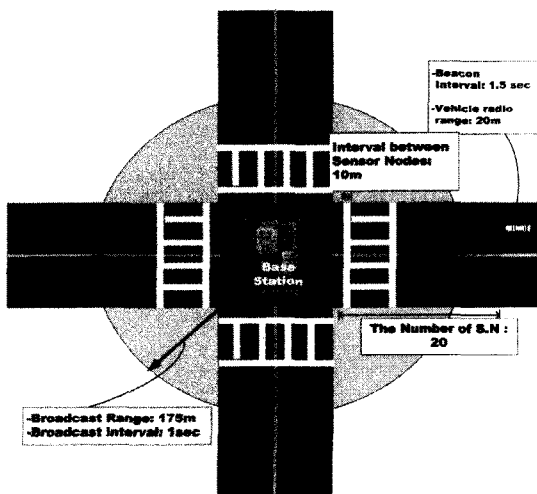 -Beacon
Interval: 1.5 sec
-Vehicle radio
range: 20m
Interval between
Sensor Nodes:
10m
Base
Station
The Number of S.N :
20
-Broadcast Range: 175m
-Broadcast Interval: 1sec